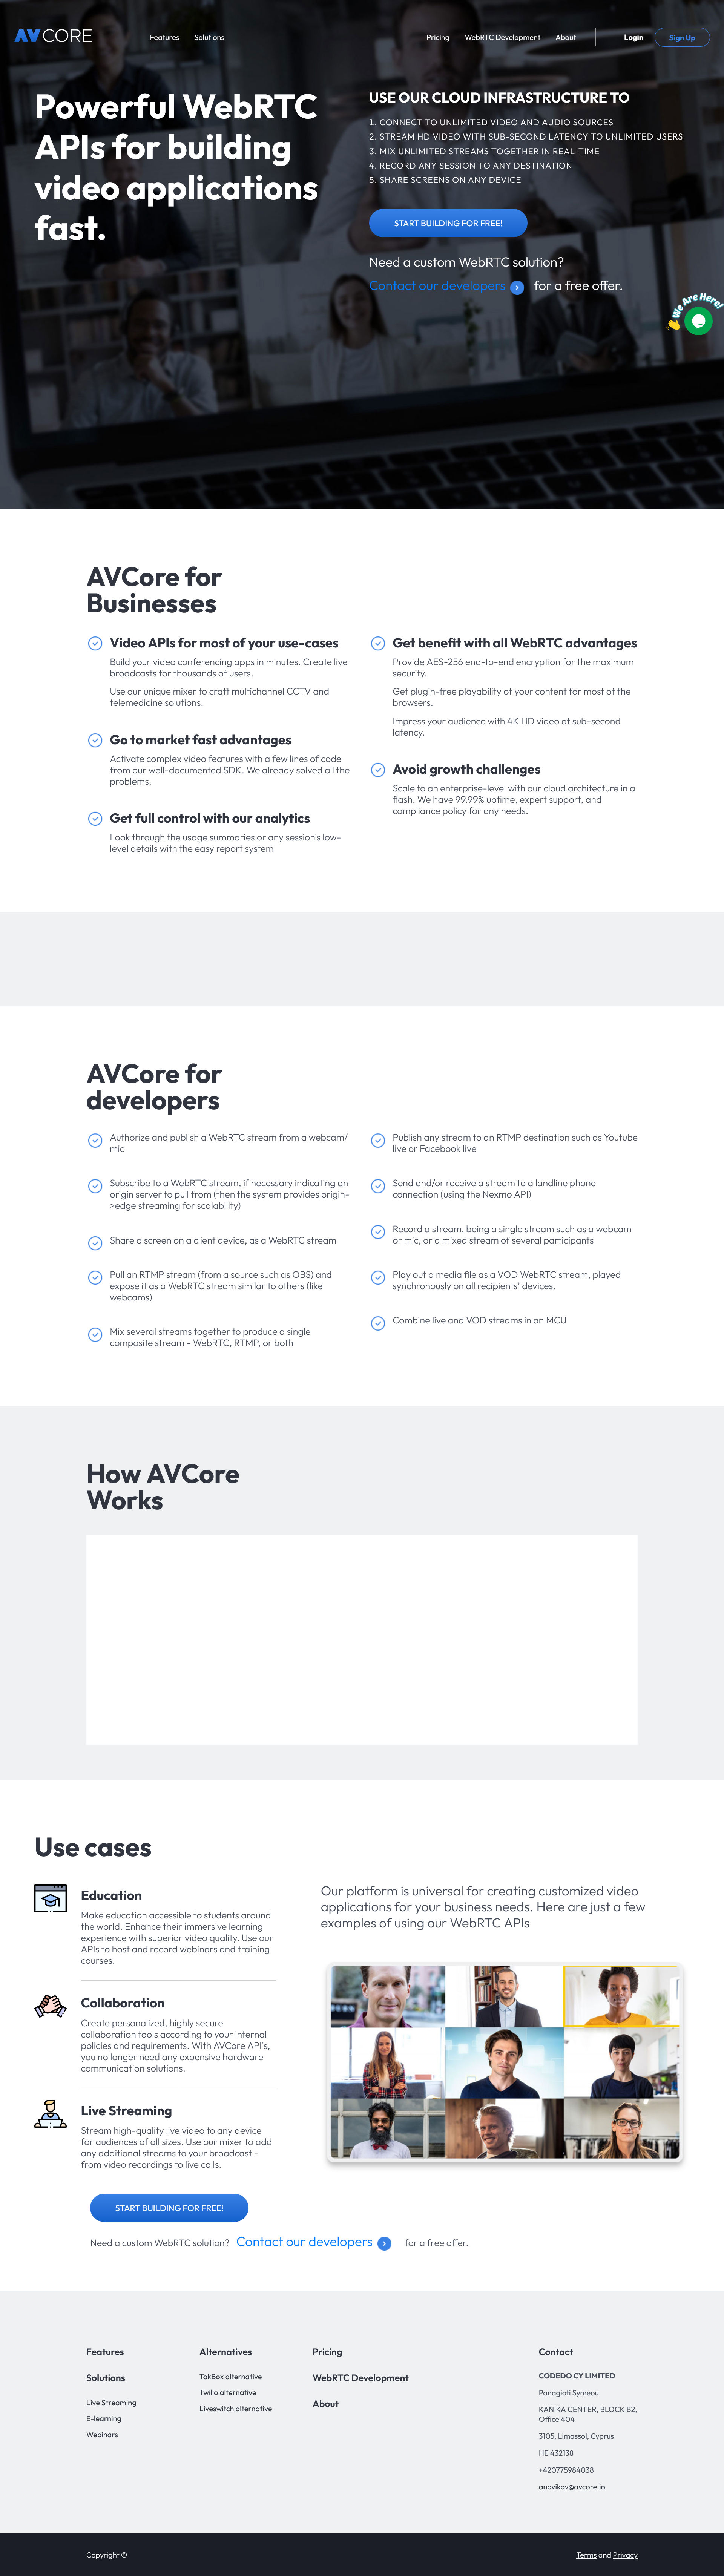 AVCORE
Features Solutions Pricing WebRTC Development About Login Sign Up
Powerful WebRTC
APIs for building
video applications
fast.
USE OUR CLOUD INFRASTRUCTURE TO
1. CONNECT TO UNLIMITED VIDEO AND AUDIO SOURCES
2. STREAM HD VIDEO WITH SUB-SECOND LATENCY TO UNLIMITED USERS
3. MIX UNLIMITED STREAMS TOGETHER IN REAL-TIME
4. RECORD ANY SESSION TO ANY DESTINATION
5. SHARE SCREENS ON ANY DEVICE
START BUILDING FOR FREE!
Need a custom WebRTC solution?
Contact our developers for a free offer.
We Are Here!
AVCore for
Businesses
Video APIs for most of your use-cases
Build your video conferencing apps in minutes. Create live
broadcasts for thousands of users.
Use our unique mixer to craft multichannel CCTV and
telemedicine solutions.
Go to market fast advantages
Activate complex video features with a few lines of code
from our well-documented SDK. We already solved all the
problems.
Get full control with our analytics
Look through the usage summaries or any session's low-
level details with the easy report system
Get benefit with all WebRTC advantages
Provide AES-256 end-to-end encryption for the maximum
security.
Get plugin-free playability of your content for most of the
browsers.
Impress your audience with 4K HD video at sub-second
latency.
Avoid growth challenges
Scale to an enterprise-level with our cloud architecture in a
flash. We have 99.99% uptime, expert support, and
compliance policy for any needs.
AVCore for
developers
Authorize and publish a WebRTC stream from a webcam/
mic
Subscribe to a WebRTC stream, if necessary indicating an
origin server to pull from (then the system provides origin-
>edge streaming for scalability)
Share a screen on a client device, as a WebRTC stream
Pull an RTMP stream (from a source such as OBS) and
expose it as a WebRTC stream similar to others (like
webcams)
Mix several streams together to produce a single
composite stream - WebRTC, RTMP, or both
Publish any stream to an RTMP destination such as Youtube
live or Facebook live
Send and/or receive a stream to a landline phone
connection (using the Nexmo API)
Record a stream, being a single stream such as a webcam
or mic, or a mixed stream of several participants
Play out a media file as a VOD WebRTC stream, played
synchronously on all recipients' devices.
Combine live and VOD streams in an MCU
How AVCore
Works
Use cases
Education
Make education accessible to students around
the world. Enhance their immersive learning
experience with superior video quality. Use our
APIs to host and record webinars and training
courses.
Collaboration
Create personalized, highly secure
collaboration tools according to your internal
policies and requirements. With AVCore API's,
you no longer need any expensive hardware
communication solutions.
Live Streaming
Stream high-quality live video to any device
for audiences of all sizes. Use our mixer to add
any additional streams to your broadcast -
from video recordings to live calls.
Our platform is universal for creating customized video
applications for your business needs. Here are just a few
examples of using our WebRTC APIs
START BUILDING FOR FREE!
Need a custom WebRTC solution? Contact our developers for a free offer.
Features
Solutions
Live Streaming
E-learning
Webinars
Alternatives
TokBox alternative
Twilio alternative
Liveswitch alternative
Pricing
WebRTC Development
About
Contact
CODEDO CY LIMITED
Panagioti Symeou
KANIKA CENTER, BLOCK B2,
Office 404
3105, Limassol, Cyprus
HE 432138
+420775984038
anovikov@avcore.io
Copyright ©
Terms and Privacy